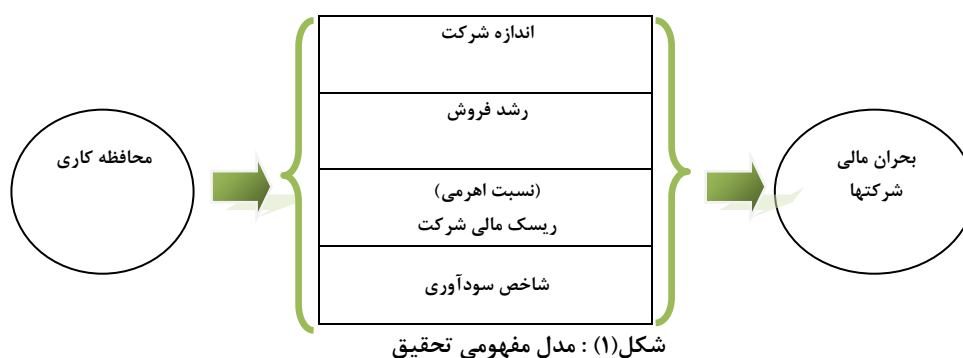 اندازه شرکت
رشد فروش
محافظه کاری
(نسبت اهرمی)
ریسک مالی شرکت
شاخص سودآوری
بحران مالی
شرکتها
شکل(۱) : مدل مفهومی تحقیق